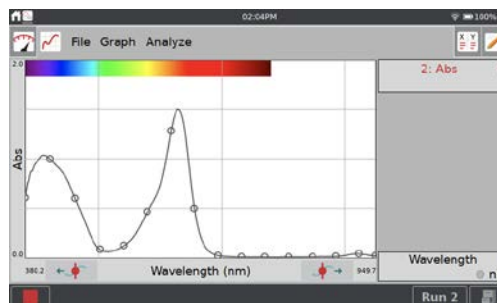 02:04PM
100%
File Graph Analyze
X Y
2: Abs
2.0
Abs
0.0
380.2
Wavelength (nm)
949.7
Wavelength
n
Run 2